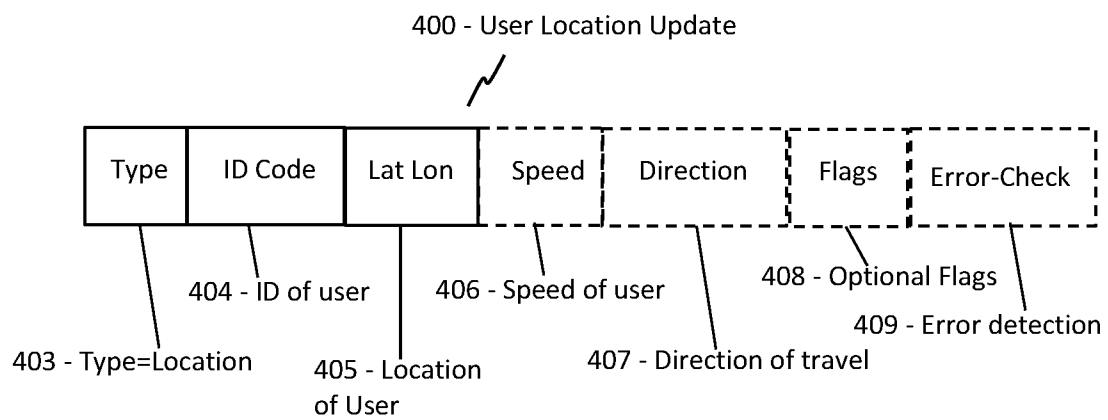 400 - User Location Update
Type
ID Code
Lat Lon
Speed
Direction
Flags
Error-Check
403 - Type=Location
404 - ID of user
405 - Location
of User
406 - Speed of user
407 - Direction of travel
408 - Optional Flags
409 - Error detection